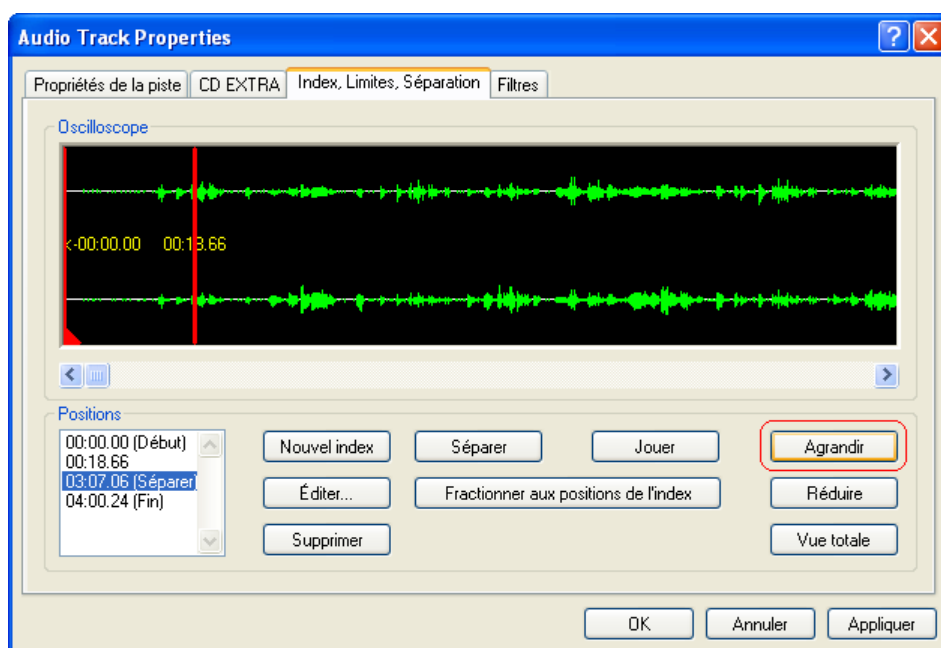 Audio Track Properties
Propriétés de la piste CD EXTRA Index, Limites, Séparation Filtres
Oscilloscope
<-00:00.00 00:18.66
Positions
00:00.00 (Début)
00:18.66
03:07.06 (Séparer)
04:00.24 (Fin)
Nouvel index Séparer Jouer Agrandir
Éditer... Fractionner aux positions de l'index Réduire
Supprimer Vue totale
OK Annuler Appliquer